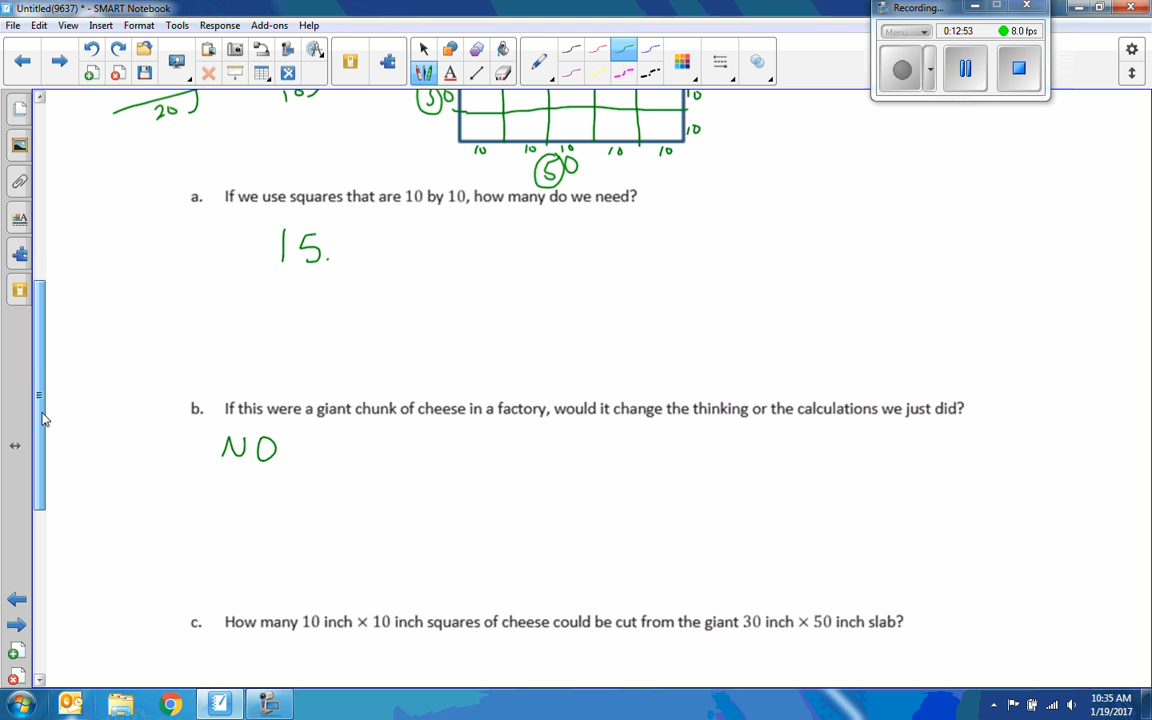 Untitled(9637) * - SMART Notebook
Recording...
File Edit View Insert Format Tools Response Add-ons Help
Menu
0:12:53
8.0 fps
20
10
30
10
10
10 10 10 10 10
50
a. If we use squares that are 10 by 10, how many do we need?
15.
b. If this were a giant chunk of cheese in a factory, would it change the thinking or the calculations we just did?
NO
c. How many 10 inch × 10 inch squares of cheese could be cut from the giant 30 inch × 50 inch slab?
10:35 AM
1/19/2017